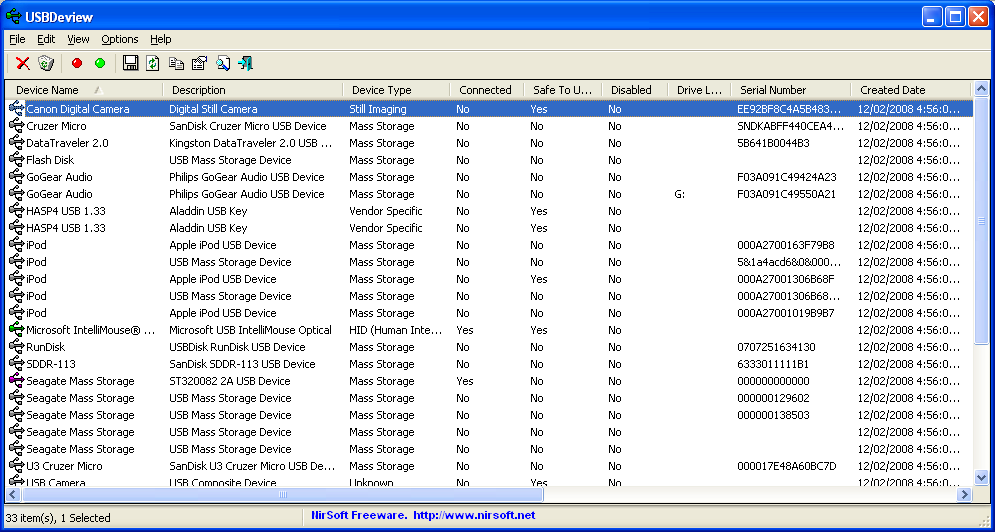 USBDeview
File Edit View Options Help
Device Name Description Device Type Connected Safe To U... Disabled Drive L... Serial Number Created Date
Canon Digital Camera Digital Still Camera Still Imaging No Yes No EE92BF8C4A5B483... 12/02/2008 4:56:0...
Cruzer Micro SanDisk Cruzer Micro USB Device Mass Storage No No No SNDKABFF440CEA4... 12/02/2008 4:56:0...
DataTraveler 2.0 Kingston DataTraveler 2.0 USB ... Mass Storage No No No 5B641B0044B3 12/02/2008 4:56:0...
Flash Disk USB Mass Storage Device Mass Storage No No No 12/02/2008 4:56:0...
GoGear Audio Philips GoGear Audio USB Device Mass Storage No No No F03A091C49424A23 12/02/2008 4:56:0...
GoGear Audio Philips GoGear Audio USB Device Mass Storage No No No G: F03A091C49550A21 12/02/2008 4:56:0...
HASP4 USB 1.33 Aladdin USB Key Vendor Specific No Yes No 12/02/2008 4:56:0...
HASP4 USB 1.33 Aladdin USB Key Vendor Specific No Yes No 12/02/2008 4:56:0...
iPod Apple iPod USB Device Mass Storage No No No 000A2700163F79B8 12/02/2008 4:56:0...
iPod USB Mass Storage Device Mass Storage No No No 5&1a4acd6&0&000... 12/02/2008 4:56:0...
iPod Apple iPod USB Device Mass Storage No Yes No 000A27001306B68F 12/02/2008 4:56:0...
iPod USB Mass Storage Device Mass Storage No No No 000A27001306B68... 12/02/2008 4:56:0...
iPod Apple iPod USB Device Mass Storage No No No 000A27001019B9B7 12/02/2008 4:56:0...
Microsoft IntelliMouse® ... Microsoft USB IntelliMouse Optical HID (Human Inte... Yes Yes No 12/02/2008 4:56:0...
RunDisk USBDisk RunDisk USB Device Mass Storage No No No 0707251634130 12/02/2008 4:56:0...
SDDR-113 SanDisk SDDR-113 USB Device Mass Storage No No No 6333011111B1 12/02/2008 4:56:0...
Seagate Mass Storage ST320082 2A USB Device Mass Storage Yes No No 000000000000 12/02/2008 4:56:0...
Seagate Mass Storage USB Mass Storage Device Mass Storage No No No 000000129602 12/02/2008 4:56:0...
Seagate Mass Storage USB Mass Storage Device Mass Storage No No No 000000138503 12/02/2008 4:56:0...
Seagate Mass Storage USB Mass Storage Device Mass Storage No No No 12/02/2008 4:56:0...
Seagate Mass Storage USB Mass Storage Device Mass Storage No No No 12/02/2008 4:56:0...
U3 Cruzer Micro SanDisk U3 Cruzer Micro USB De... Mass Storage No No No 000017E48A60BC7D 12/02/2008 4:56:0...
USB Camera USB Composite Device Unknown No Yes No 12/02/2008 4:56:0...
33 item(s), 1 Selected NirSoft Freeware. http://www.nirsoft.net